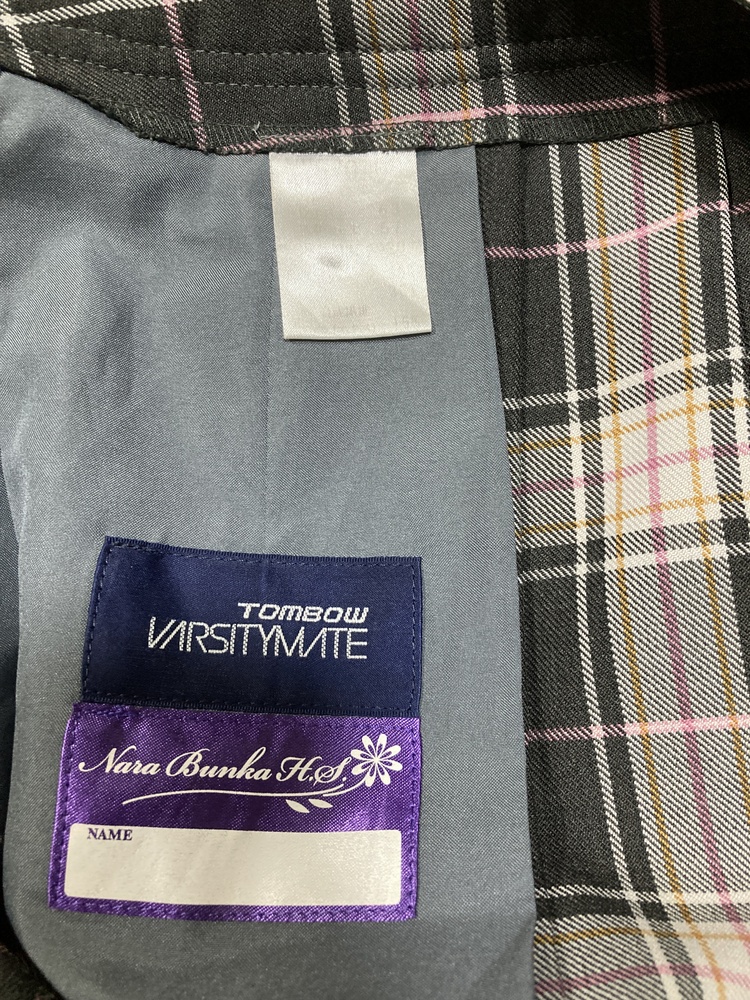 TOMBOW
VARSITYMATE
Nara Bunka H.S.
NAME